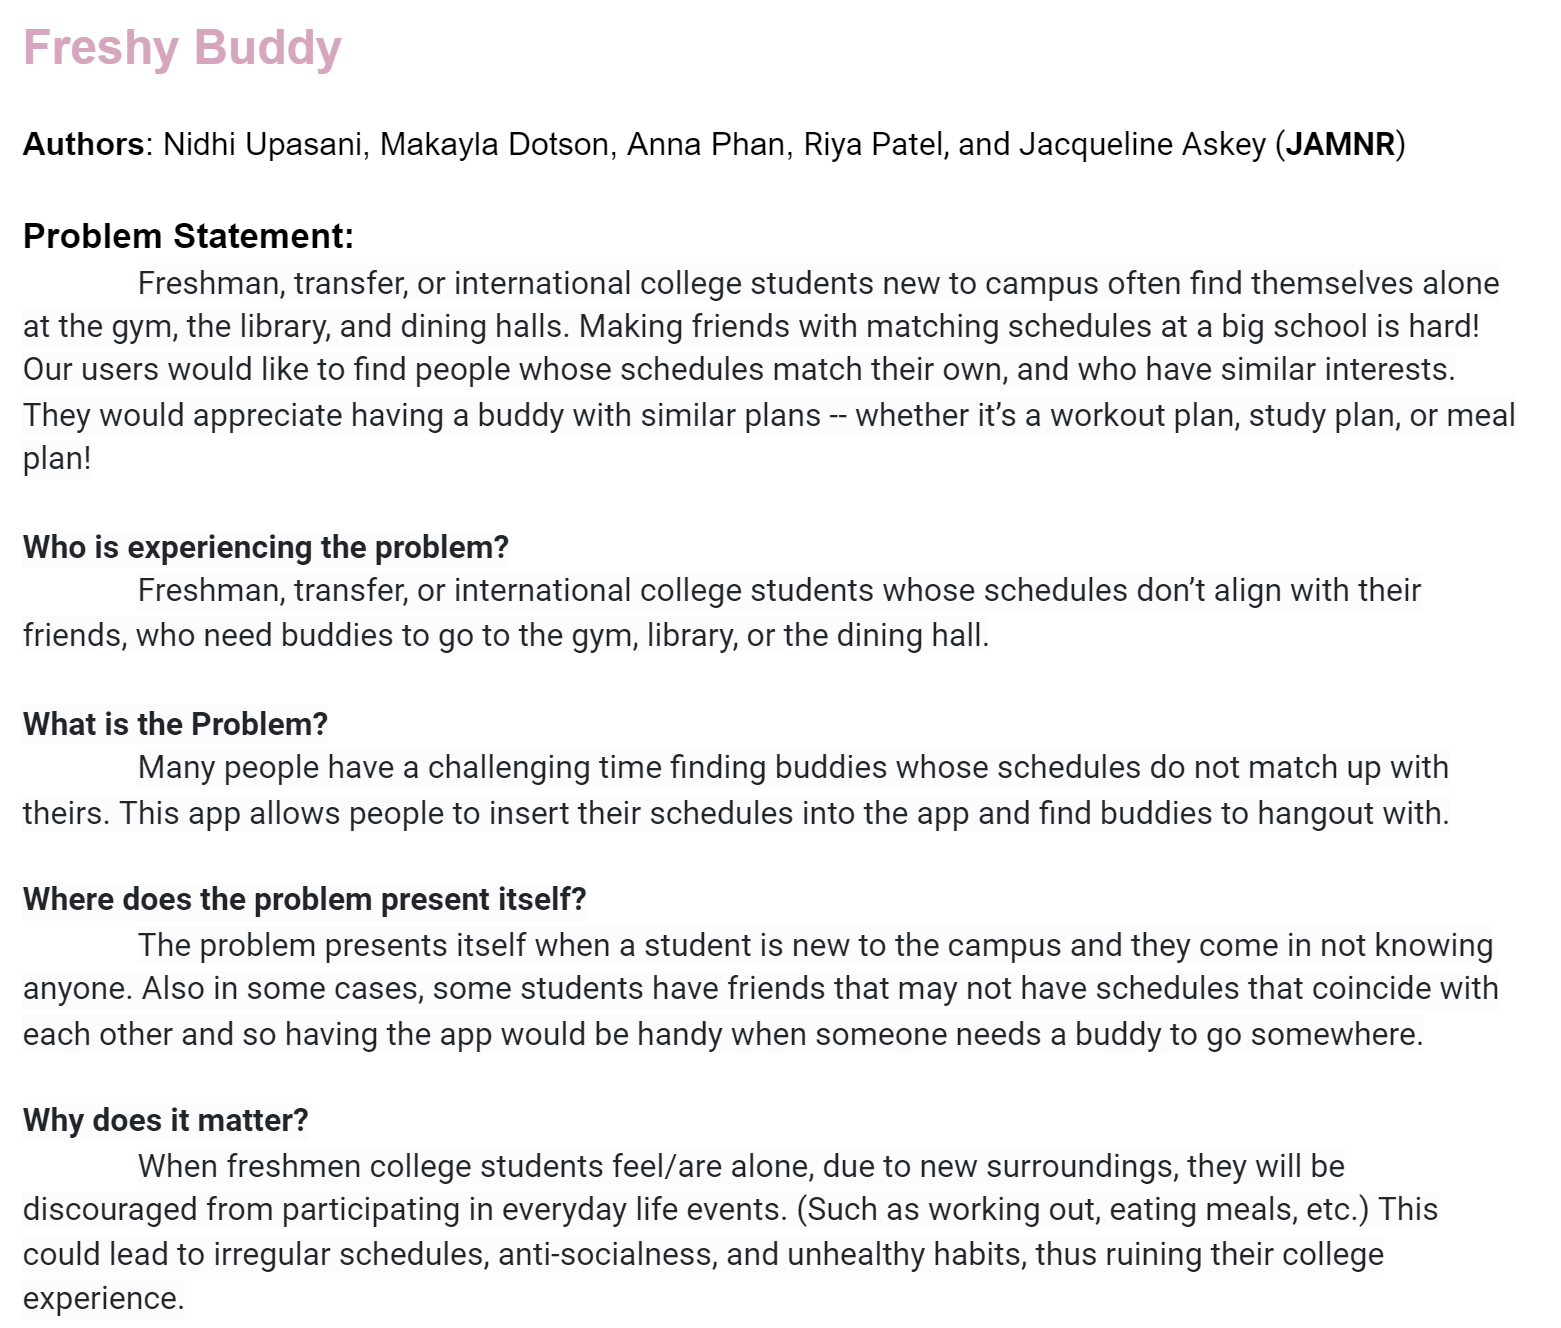 Freshy Buddy
Authors: Nidhi Upasani, Makayla Dotson, Anna Phan, Riya Patel, and Jacqueline Askey (JAMNR)
Problem Statement:
Freshman, transfer, or international college students new to campus often find themselves alone
at the gym, the library, and dining halls. Making friends with matching schedules at a big school is hard!
Our users would like to find people whose schedules match their own, and who have similar interests.
They would appreciate having a buddy with similar plans -- whether it’s a workout plan, study plan, or meal
plan!
Who is experiencing the problem?
Freshman, transfer, or international college students whose schedules don’t align with their
friends, who need buddies to go to the gym, library, or the dining hall.
What is the Problem?
Many people have a challenging time finding buddies whose schedules do not match up with
theirs. This app allows people to insert their schedules into the app and find buddies to hangout with.
Where does the problem present itself?
The problem presents itself when a student is new to the campus and they come in not knowing
anyone. Also in some cases, some students have friends that may not have schedules that coincide with
each other and so having the app would be handy when someone needs a buddy to go somewhere.
Why does it matter?
When freshmen college students feel/are alone, due to new surroundings, they will be
discouraged from participating in everyday life events. (Such as working out, eating meals, etc.) This
could lead to irregular schedules, anti-socialness, and unhealthy habits, thus ruining their college
experience.